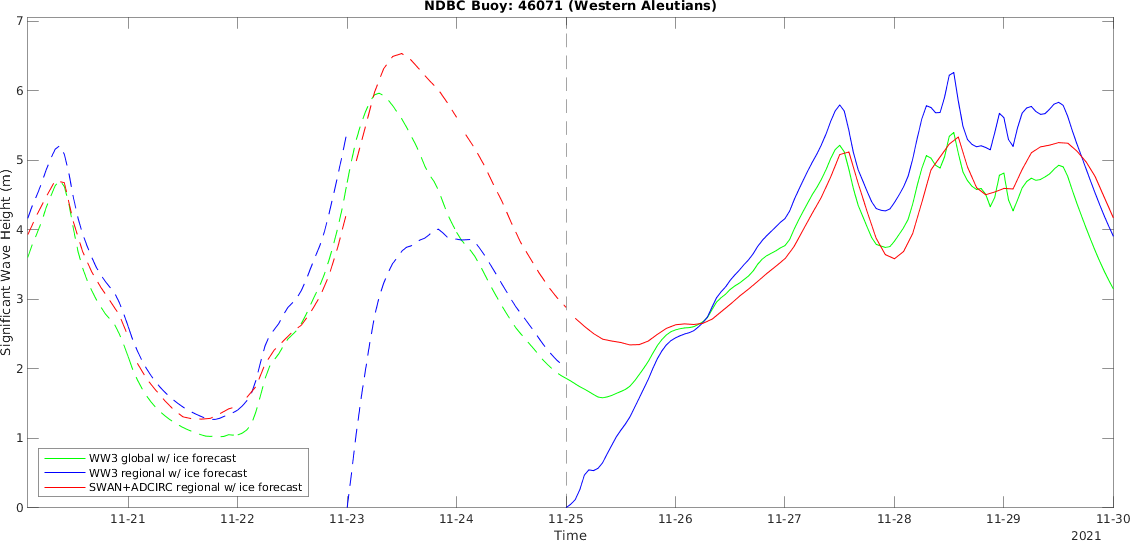 NDBC Buoy: 46071 (Western Aleutians)
7
6
5
4
3
2
1
0
Significant Wave Height (m)
WW3 global w/ ice forecast
WW3 regional w/ ice forecast
SWAN+ADCIRC regional w/ ice forecast
11-21 11-22 11-23 11-24 11-25 11-26 11-27 11-28 11-29 11-30
Time
2021